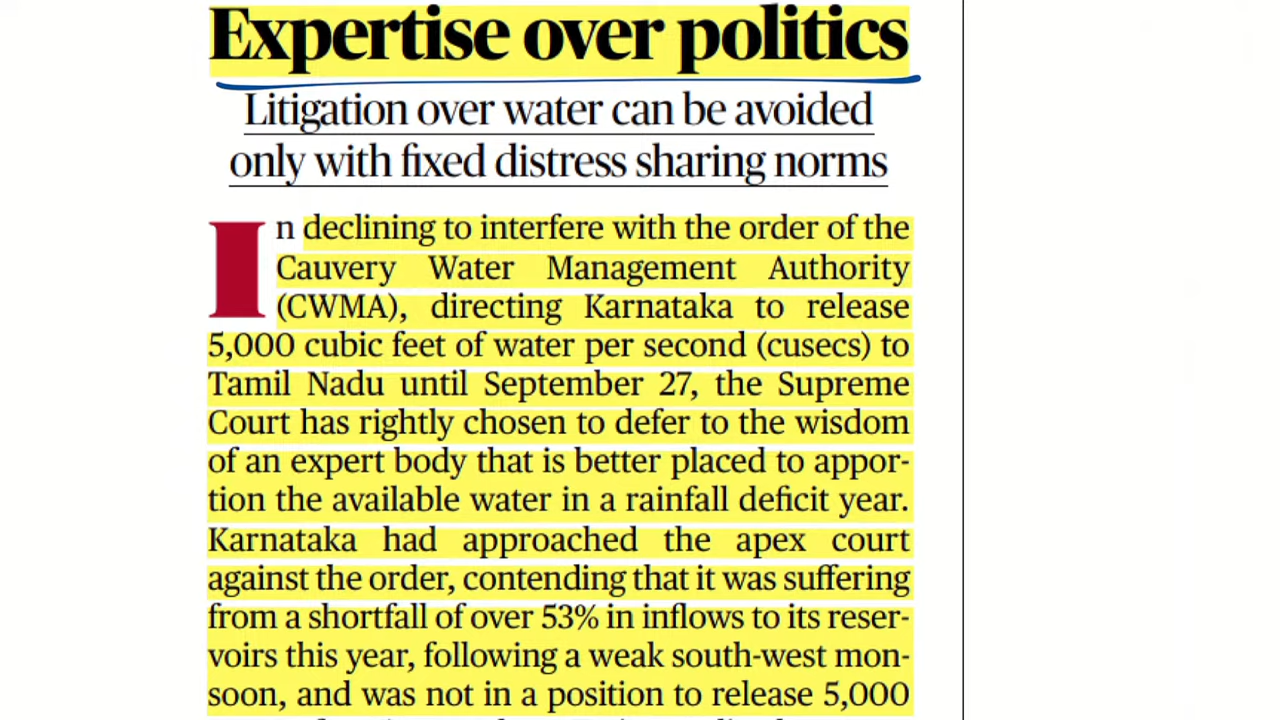 Expertise over politics
Litigation over water can be avoided
only with fixed distress sharing norms
In declining to interfere with the order of the
Cauvery Water Management Authority
(CWMA), directing Karnataka to release
5,000 cubic feet of water per second (cusecs) to
Tamil Nadu until September 27, the Supreme
Court has rightly chosen to defer to the wisdom
of an expert body that is better placed to appor-
tion the available water in a rainfall deficit year.
Karnataka had approached the apex court
against the order, contending that it was suffering
from a shortfall of over 53% in inflows to its reser-
voirs this year, following a weak south-west mon-
soon, and was not in a position to release 5,000